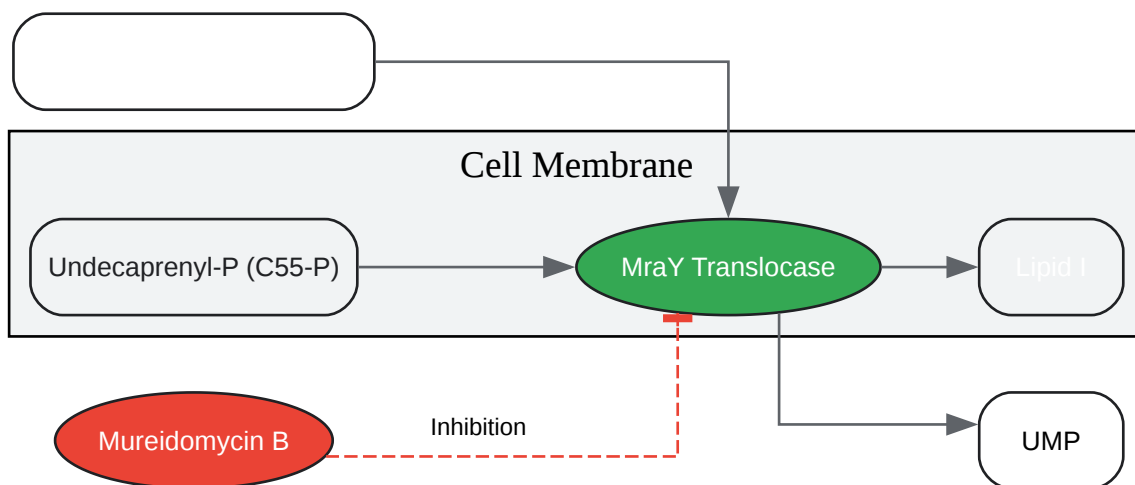 Cell Membrane
Undecaprenyl-P (C55-P)
MraY Translocase
Lipid I
Mureidomycin B
Inhibition
UMP